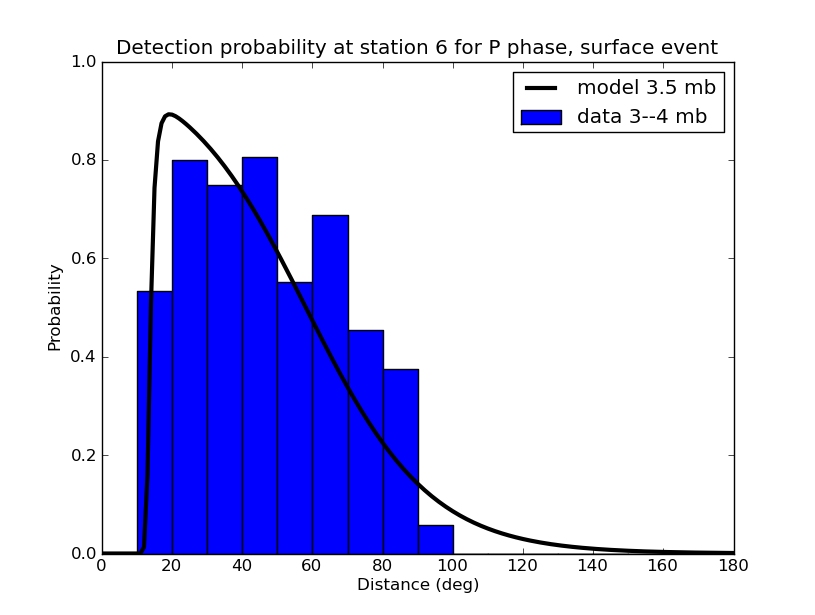 Detection probability at station 6 for P phase, surface event
model 3.5 mb
data 3--4 mb
1.0
0.8
0.6
0.4
0.2
0.0
Probability
0 20 40 60 80 100 120 140 160 180
Distance (deg)